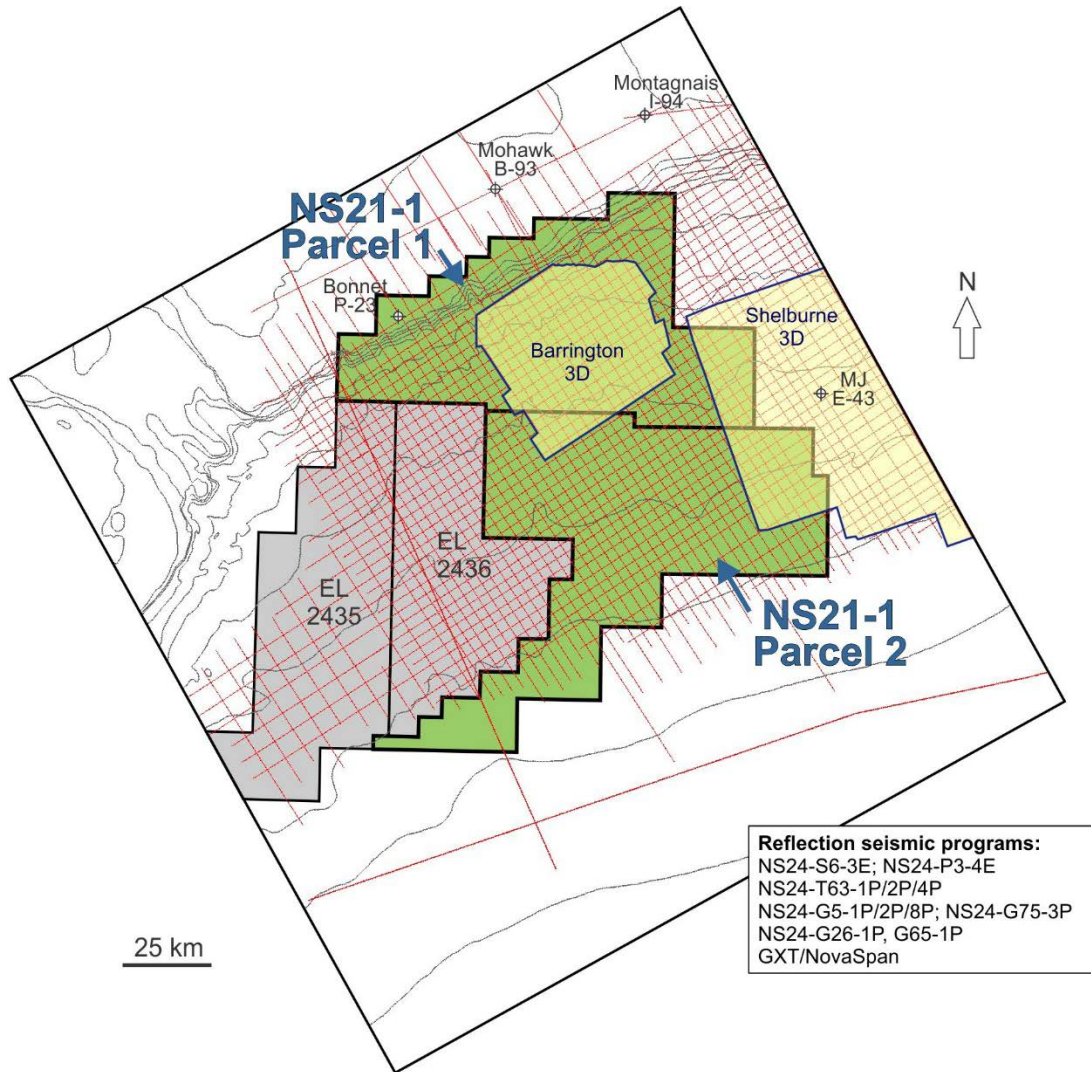 Montagnais
I-94
Mohawk
B-93
NS21-1
Parcel 1
N
Bonnet
P-23
Shelburne
3D
Barrington
3D
MJ
E-43
EL
2436
EL
2435
NS21-1
Parcel 2
25 km
Reflection seismic programs:
NS24-S6-3E; NS24-P3-4E
NS24-T63-1P/2P/4P
NS24-G5-1P/2P/8P; NS24-G75-3P
NS24-G26-1P, G65-1P
GXT/NovaSpan